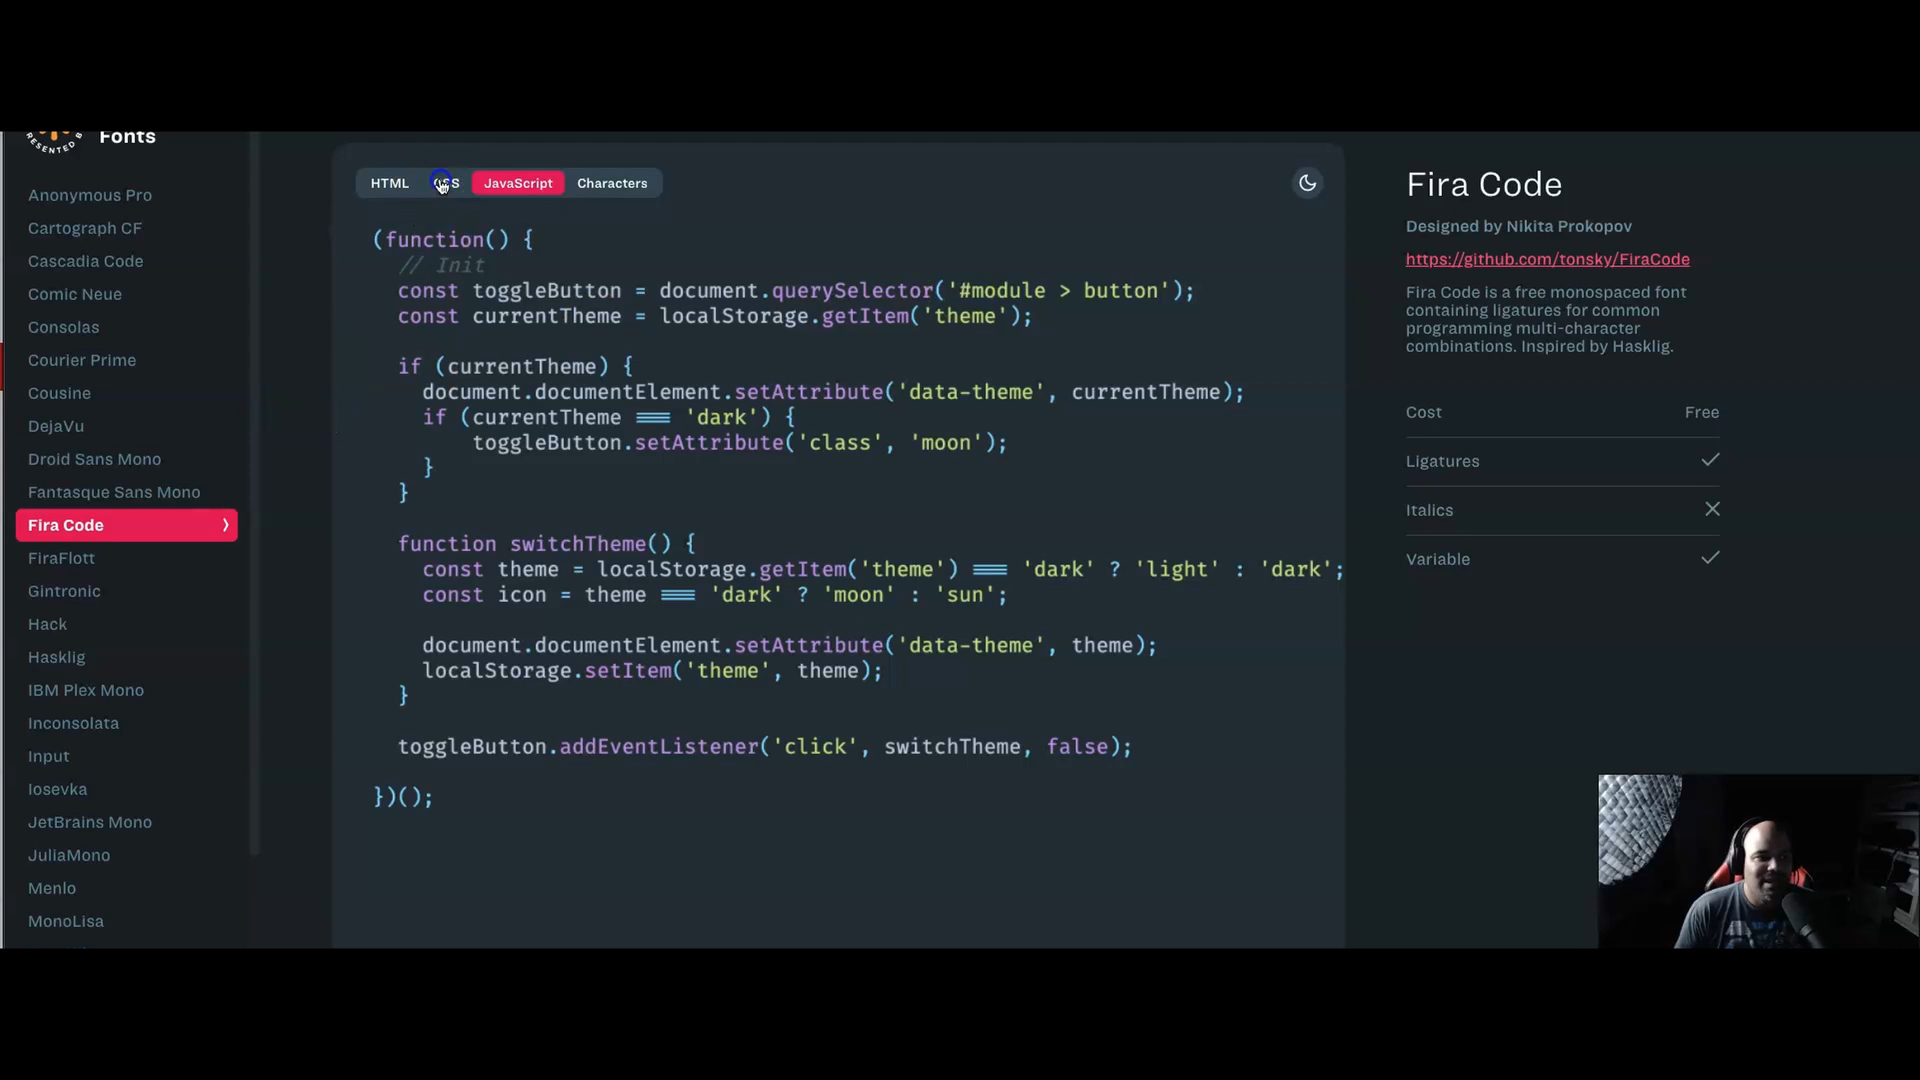 RESENTED B
Fonts
Anonymous Pro
Cartograph CF
Cascadia Code
Comic Neue
Consolas
Courier Prime
Cousine
DejaVu
Droid Sans Mono
Fantasque Sans Mono
Fira Code
FiraFlott
Gintronic
Hack
Hasklig
IBM Plex Mono
Inconsolata
Input
Iosevka
JetBrains Mono
JuliaMono
Menlo
MonoLisa
HTML
JavaScript
Characters
(function() {
// Init
const toggleButton = document.querySelector('#module > button');
const currentTheme = localStorage.getItem('theme');
if (currentTheme) {
document.documentElement.setAttribute('data-theme', currentTheme);
if (currentTheme === 'dark') {
toggleButton.setAttribute('class', 'moon');
}
}
function switchTheme() {
const theme = localStorage.getItem('theme') === 'dark' ? 'light' : 'dark';
const icon = theme === 'dark' ? 'moon' : 'sun';
document.documentElement.setAttribute('data-theme', theme);
localStorage.setItem('theme', theme);
}
toggleButton.addEventListener('click', switchTheme, false);
})();
Fira Code
Designed by Nikita Prokopov
https://github.com/tonsky/FiraCode
Fira Code is a free monospaced font
containing ligatures for common
programming multi-character
combinations. Inspired by Hasklig.
Cost Free
Ligatures
Italics
Variable